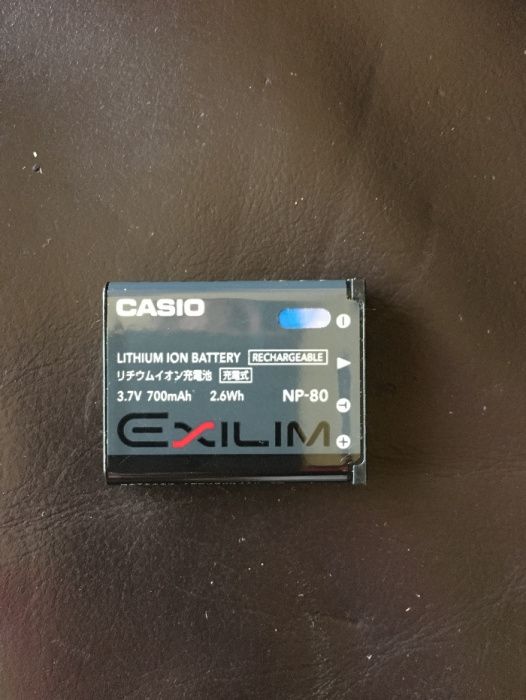 CASIO
LITHIUM ION BATTERY RECHARGEABLE
リチウムイオン充電池 充電式
3.7V 700mAh 2.6Wh NP-80
EXILIM